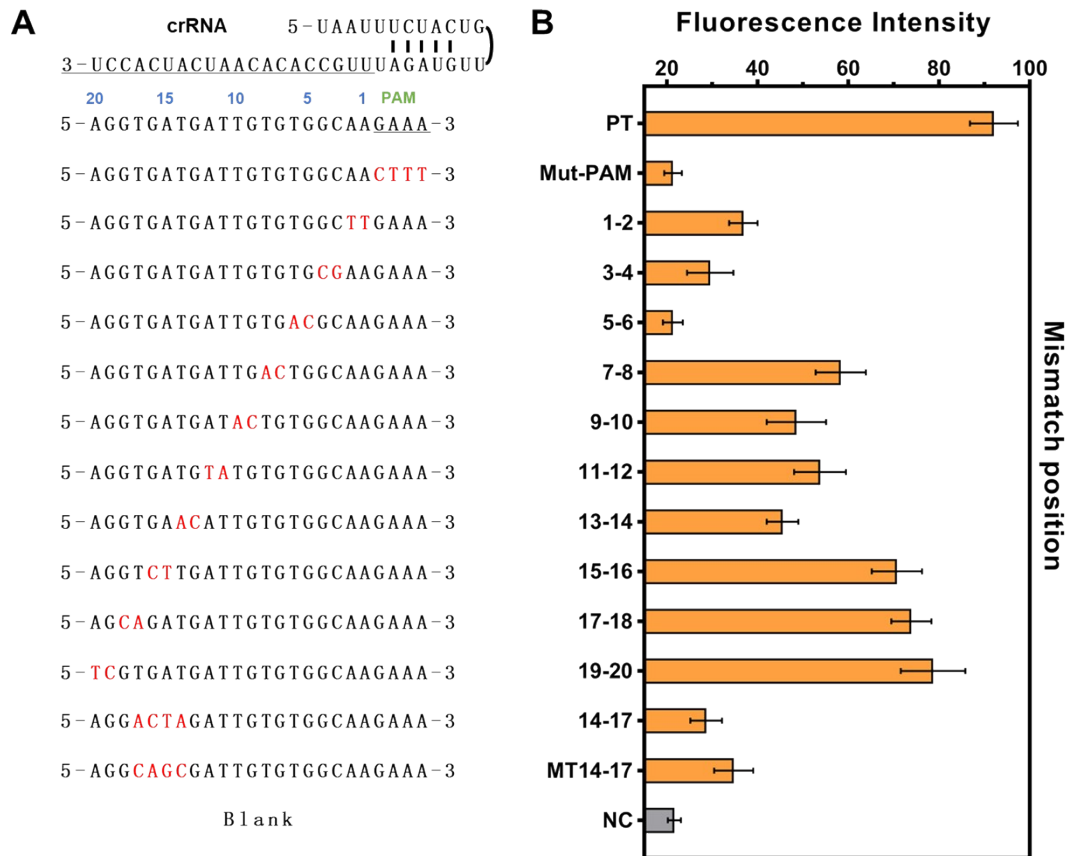 A
crRNA
5-UAAUUUCUACUG
3-UCCACUACUAACACACCGUUUAGAUGUU
20 15 10 5 1 PAM
5-AGGTGATGATTGTGTGGCAAGAAA-3
5-AGGTGATGATTGTGTGGCAACTTT-3
5-AGGTGATGATTGTGTGGCTTGAAA-3
5-AGGTGATGATTGTGTGCGAAGAAA-3
5-AGGTGATGATTGTGACGCAAGAAA-3
5-AGGTGATGATTGACTGGCAAGAAA-3
5-AGGTGATGATACTGTGGCAAGAAA-3
5-AGGTGATGTATGTGTGGCAAGAAA-3
5-AGGTGAACATTGTGTGGCAAGAAA-3
5-AGGTCTTGATTGTGTGGCAAGAAA-3
5-AGCAGATGATTGTGTGGCAAGAAA-3
5-TCGTGATGATTGTGTGGCAAGAAA-3
5-AGGACTAGATTGTGTGGCAAGAAA-3
5-AGGCAGCGATTGTGTGGCAAGAAA-3
Blank
B
Fluorescence Intensity
20 40 60 80 100
PT
Mut-PAM
1-2
3-4
5-6
7-8
9-10
11-12
13-14
15-16
17-18
19-20
14-17
MT14-17
NC
Mismatch position